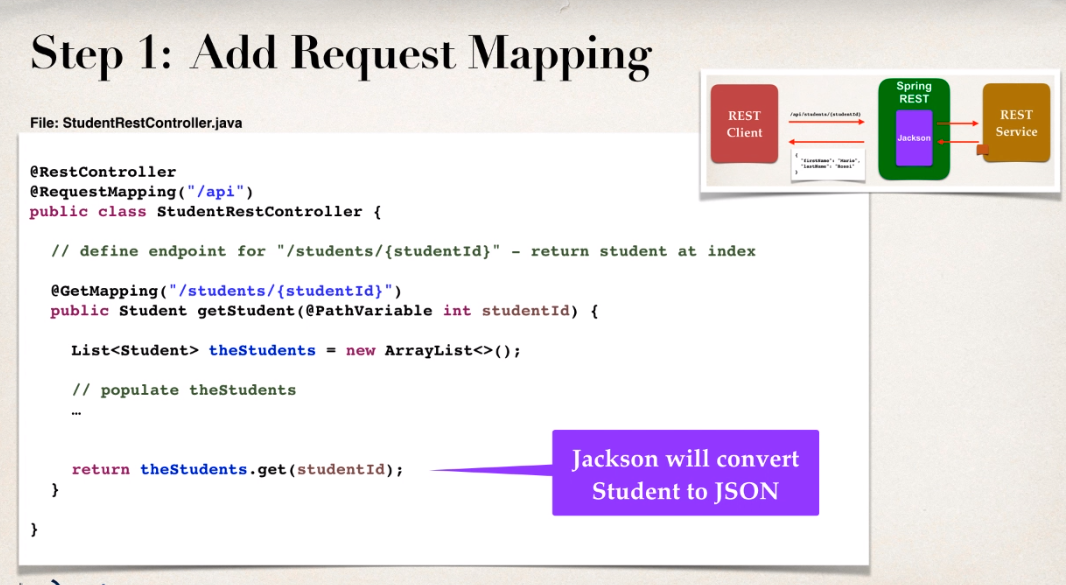 Step 1: Add Request Mapping
File: StudentRestController.java
@RestController
@RequestMapping("/api")
public class StudentRestController {
// define endpoint for "/students/{studentId}" - return student at index
@GetMapping("/students/{studentId}")
public Student getStudent(@PathVariable int studentId) {
List<Student> theStudents = new ArrayList<>();
// populate theStudents
…
return theStudents.get(studentId);
}
}
Jackson will convert
Student to JSON
REST
Client
/api/students/{studentId}
{
"firstName": "Mario",
"lastName": "Rossi"
}
Spring
REST
Jackson
REST
Service